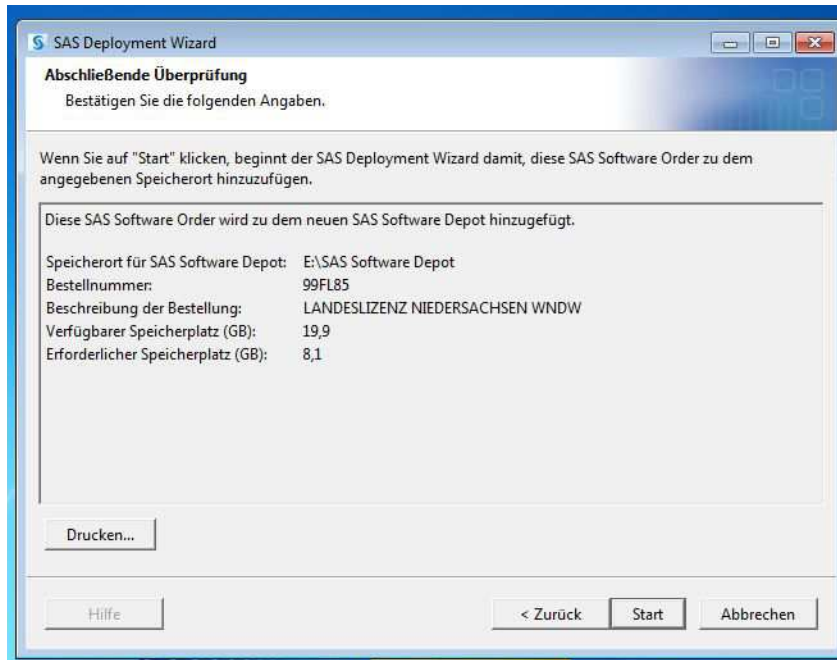 SAS Deployment Wizard
Abschließende Überprüfung
Bestätigen Sie die folgenden Angaben.
Wenn Sie auf "Start" klicken, beginnt der SAS Deployment Wizard damit, diese SAS Software Order zu dem
angegebenen Speicherort hinzuzufügen.
Diese SAS Software Order wird zu dem neuen SAS Software Depot hinzugefügt.
Speicherort für SAS Software Depot: E:\SAS Software Depot
Bestellnummer: 99FL85
Beschreibung der Bestellung: LANDESLIZENZ NIEDERSACHSEN WNDW
Verfügbarer Speicherplatz (GB): 19,9
Erforderlicher Speicherplatz (GB): 8,1
Drucken...
Hilfe < Zurück Start Abbrechen